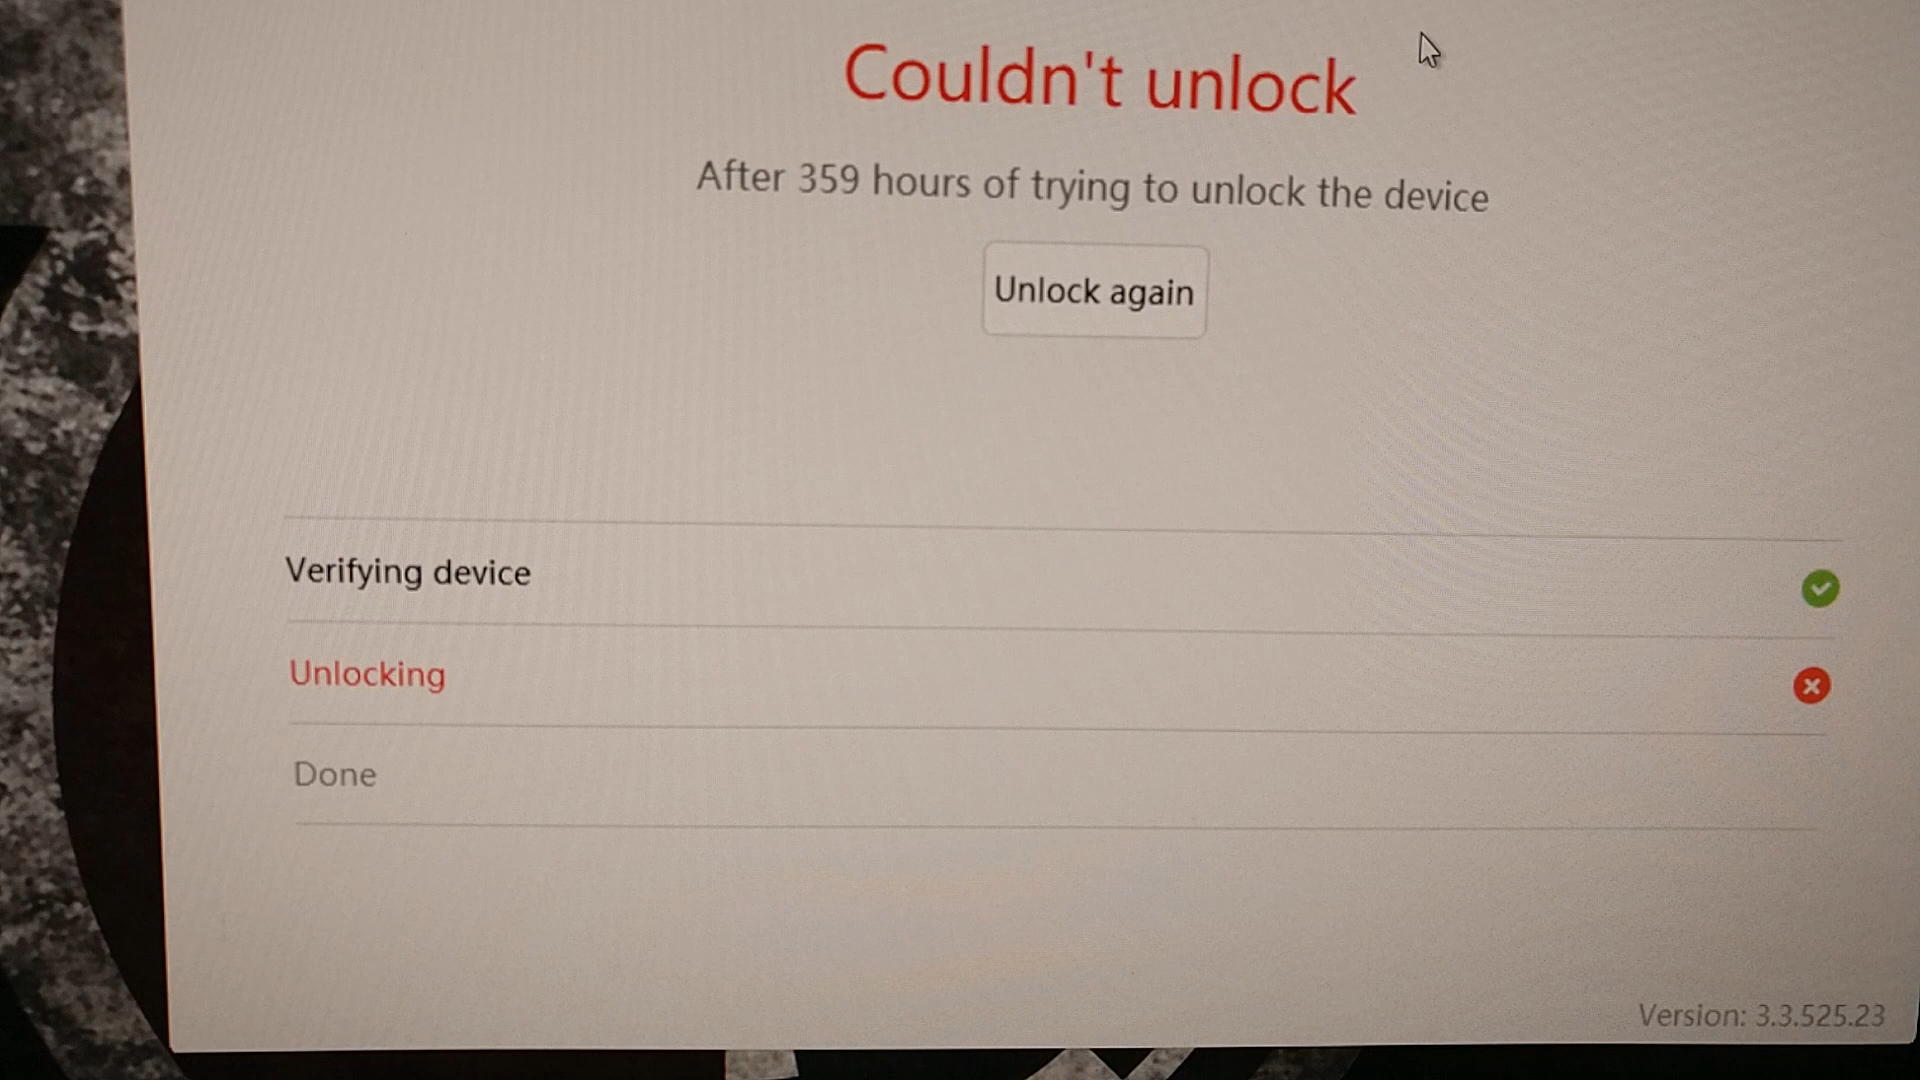 Couldn't unlock
After 359 hours of trying to unlock the device
Unlock again
Verifying device
Unlocking
Done
Version: 3.3.525.23